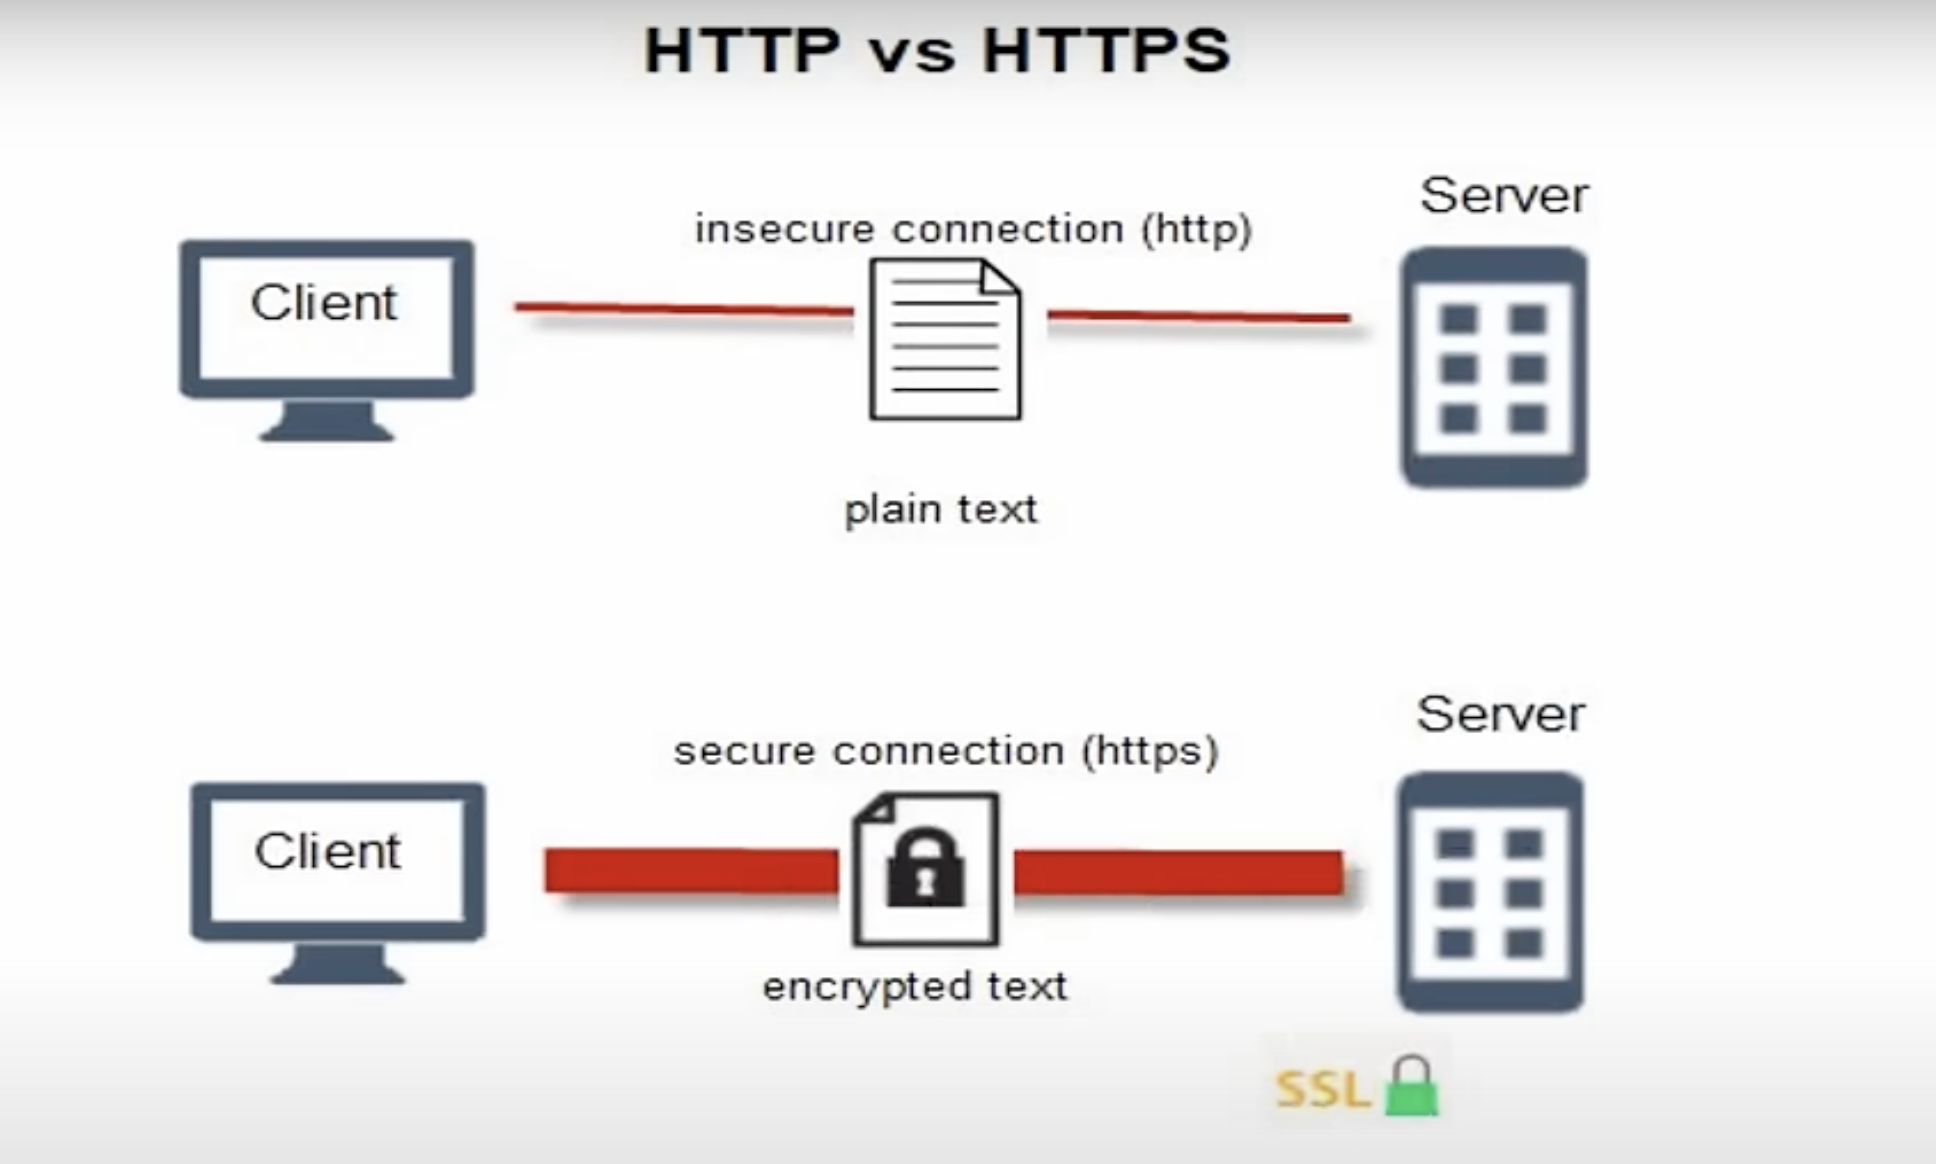 HTTP vs HTTPS
Server
insecure connection (http)
Client
plain text
Server
secure connection (https)
Client
encrypted text
SSL